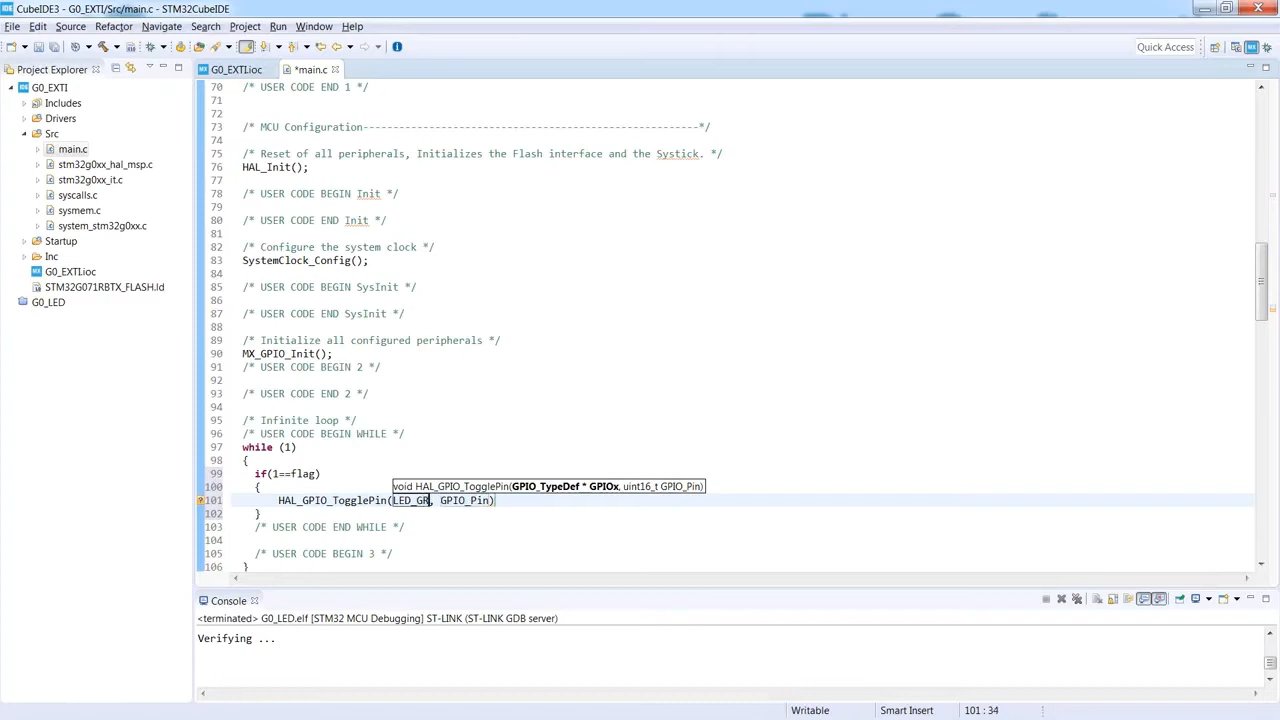 CubeIDE3 - G0_EXTI/Src/main.c - STM32CubeIDE
File Edit Source Refactor Navigate Search Project Run Window Help
Quick Access
Project Explorer
G0_EXTI.ioc
*main.c
G0_EXTI
Includes
Drivers
Src
main.c
stm32g0xx_hal_msp.c
stm32g0xx_it.c
syscalls.c
sysmem.c
system_stm32g0xx.c
Startup
Inc
G0_EXTI.ioc
STM32G071RBTX_FLASH.ld
G0_LED
70 /* USER CODE END 1 */
71
72
73 /* MCU Configuration--------------------------------------------------------*/
74
75 /* Reset of all peripherals, Initializes the Flash interface and the Systick. */
76 HAL_Init();
77
78 /* USER CODE BEGIN Init */
79
80 /* USER CODE END Init */
81
82 /* Configure the system clock */
83 SystemClock_Config();
84
85 /* USER CODE BEGIN SysInit */
86
87 /* USER CODE END SysInit */
88
89 /* Initialize all configured peripherals */
90 MX_GPIO_Init();
91 /* USER CODE BEGIN 2 */
92
93 /* USER CODE END 2 */
94
95 /* Infinite loop */
96 /* USER CODE BEGIN WHILE */
97 while (1)
98 {
99 if(1==flag)
100 {
void HAL_GPIO_TogglePin(GPIO_TypeDef * GPIOx, uint16_t GPIO_Pin)
101 HAL_GPIO_TogglePin(LED_GR, GPIO_Pin)
102 }
103 /* USER CODE END WHILE */
104
105 /* USER CODE BEGIN 3 */
106 }
Console
<terminated> G0_LED.elf [STM32 MCU Debugging] ST-LINK (ST-LINK GDB server)
Verifying ...
Writable Smart Insert 101 : 34